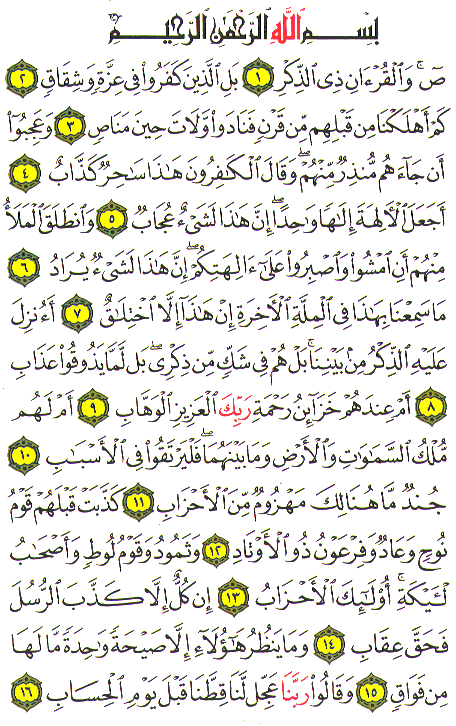 بِسْمِ ٱللَّهِ ٱلرَّحْمَٰنِ ٱلرَّحِيمِ
صٓ ۚ وَٱلْقُرْءَانِ ذِى ٱلذِّكْرِ ١ بَلِ ٱلَّذِينَ كَفَرُوا۟ فِى عِزَّةٍ وَشِقَاقٍ ٢
كَمْ أَهْلَكْنَا مِن قَبْلِهِم مِّن قَرْنٍ فَنَادَوا۟ وَّلَاتَ حِينَ مَنَاصٍ ٣ وَعَجِبُوٓا۟
أَن جَآءَهُم مُّنذِرٌ مِّنْهُمْ ۖ وَقَالَ ٱلْكَٰفِرُونَ هَٰذَا سَٰحِرٌ كَذَّابٌ ٤
أَجَعَلَ ٱلْءَالِهَةَ إِلَٰهًا وَٰحِدًا ۖ إِنَّ هَٰذَا لَشَىْءٌ عُجَابٌ ٥ وَٱنطَلَقَ ٱلْمَلَأُ
مِنْهُمْ أَنِ ٱمْشُوا۟ وَٱصْبِرُوا۟ عَلَىٰٓ ءَالِهَتِكُمْ ۖ إِنَّ هَٰذَا لَشَىْءٌ يُرَادُ ٦
مَا سَمِعْنَا بِهَٰذَا فِى ٱلْمِلَّةِ ٱلْءَاخِرَةِ إِنْ هَٰذَآ إِلَّا ٱخْتِلَٰقٌ ٧ أَءُنزِلَ
عَلَيْهِ ٱلذِّكْرُ مِنۢ بَيْنِنَا ۚ بَلْ هُمْ فِى شَكٍّ مِّن ذِكْرِى ۖ بَل لَّمَّا يَذُوقُوا۟ عَذَابِ
٨ أَمْ عِندَهُمْ خَزَآئِنُ رَحْمَةِ رَبِّكَ ٱلْعَزِيزِ ٱلْوَهَّابِ ٩ أَمْ لَهُم
مُّلْكُ ٱلسَّمَٰوَٰتِ وَٱلْأَرْضِ وَمَا بَيْنَهُمَا ۖ فَلْيَرْتَقُوا۟ فِى ٱلْأَسْبَٰبِ ١٠
جُندٌ مَّا هُنَالِكَ مَهْزُومٌ مِّنَ ٱلْأَحْزَابِ ١١ كَذَّبَتْ قَبْلَهُمْ قَوْمُ
نُوحٍ وَعَادٌ وَفِرْعَوْنُ ذُو ٱلْأَوْتَادِ ١٢ وَثَمُودُ وَقَوْمُ لُوطٍ وَأَصْحَٰبُ
لْـَٔيْكَةِ ۚ أُو۟لَٰٓئِكَ ٱلْأَحْزَابُ ١٣ إِن كُلٌّ إِلَّا كَذَّبَ ٱلرُّسُلَ
فَحَقَّ عِقَابِ ١٤ وَمَا يَنظُرُ هَٰٓؤُلَآءِ إِلَّا صَيْحَةً وَٰحِدَةً مَّا لَهَا
مِن فَوَاقٍ ١٥ وَقَالُوا۟ رَبَّنَا عَجِّل لَّنَا قِطَّنَا قَبْلَ يَوْمِ ٱلْحِسَابِ ١٦